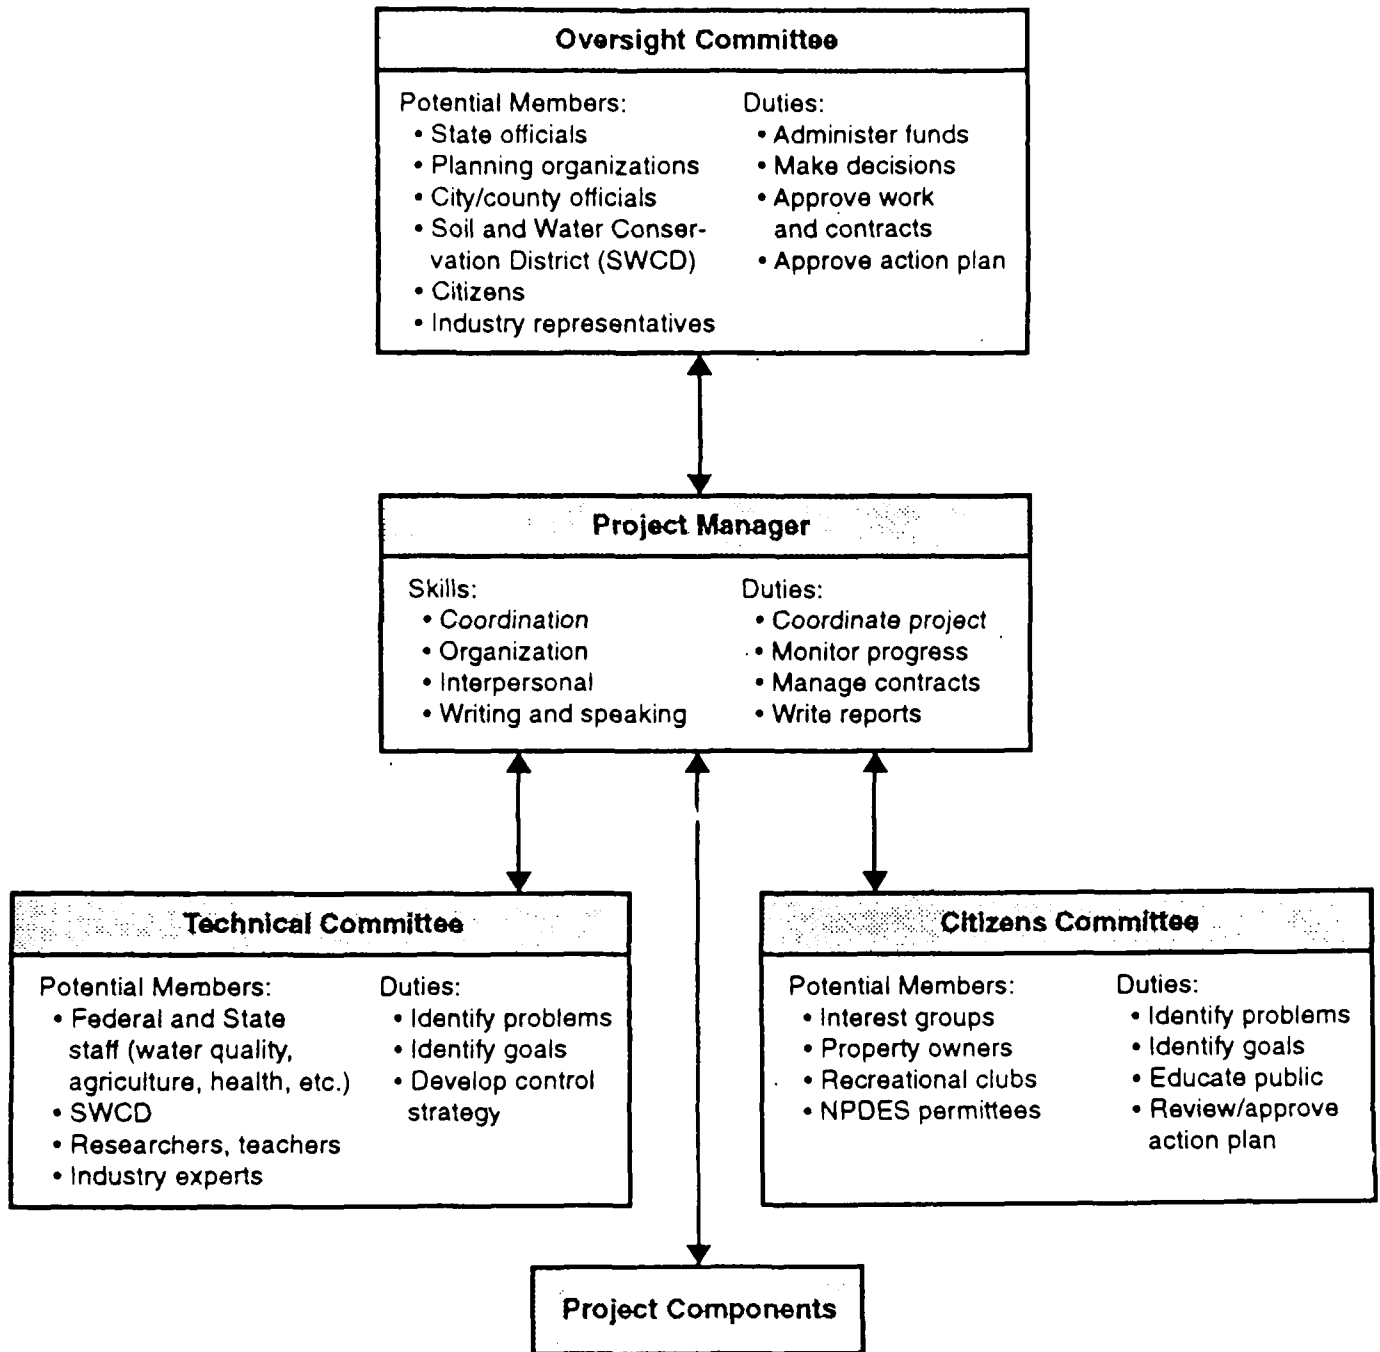 Oversight Committee
Potential Members:
• State officials
• Planning organizations
• City/county officials
• Soil and Water Conser-
vation District (SWCD)
• Citizens
• Industry representatives
Duties:
• Administer funds
• Make decisions
• Approve work
and contracts
• Approve action plan
Project Manager
Skills:
• Coordination
• Organization
• Interpersonal
• Writing and speaking
Duties:
• Coordinate project
• Monitor progress
• Manage contracts
• Write reports
Technical Committee
Potential Members:
• Federal and State
staff (water quality,
agriculture, health, etc.)
• SWCD
• Researchers, teachers
• Industry experts
Duties:
• Identify problems
• Identify goals
• Develop control
strategy
Citizens Committee
Potential Members:
• Interest groups
• Property owners
• Recreational clubs
• NPDES permittees
Duties:
• Identify problems
• Identify goals
• Educate public
• Review/approve
action plan
Project Components